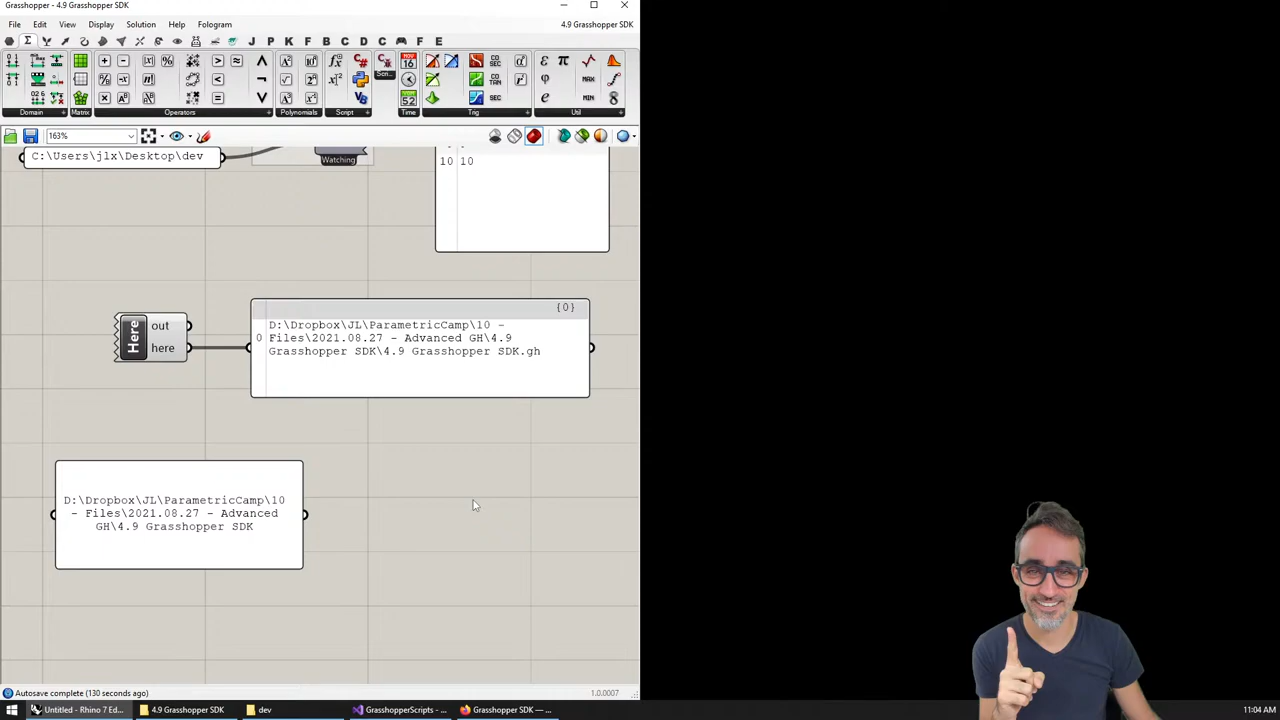 Grasshopper - 4.9 Grasshopper SDK
File Edit View Display Solution Help Fologram
4.9 Grasshopper SDK
J P K F B C D C F E
Domain Matrix Operators Polynomials Script Time Trig Util
163%
C:\Users\jlx\Desktop\dev
Watching
10 10
Here
out
here
{0}
0
D:\Dropbox\JL\ParametricCamp\10 -
Files\2021.08.27 - Advanced GH\4.9
Grasshopper SDK\4.9 Grasshopper SDK.gh
D:\Dropbox\JL\ParametricCamp\10
- Files\2021.08.27 - Advanced
GH\4.9 Grasshopper SDK
Autosave complete (130 seconds ago)
1.0.0007
Untitled - Rhino 7 Ed...
4.9 Grasshopper SDK
dev
GrasshopperScripts - ...
Grasshopper SDK — ...
11:04 AM